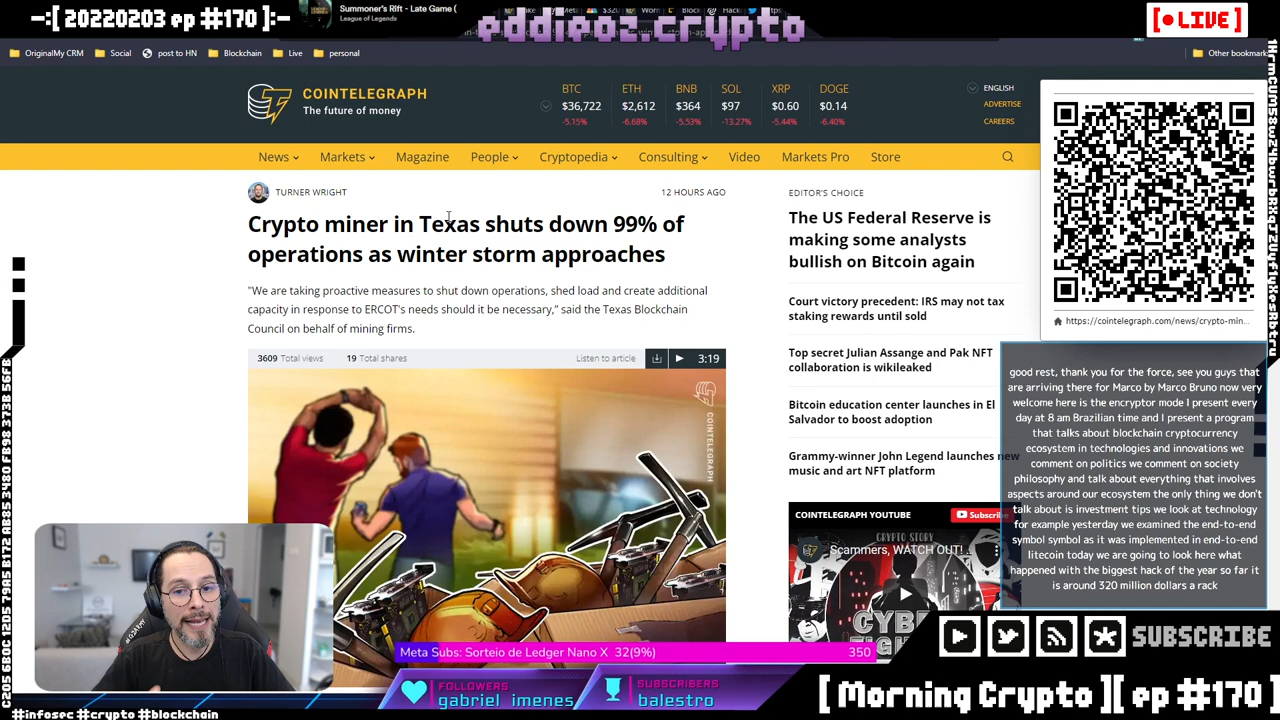 -:[ 20220203 ep #170 ]:-
Summoner's Rift - Late Game (
League of Legends
eddieoz.crypto
[•LIVE]
OriginalMy CRM
Social
post to HN
Blockchain
Live
personal
Other bookmark
COINTELEGRAPH
The future of money
BTC ETH BNB SOL XRP DOGE
$36,722 $2,612 $364 $97 $0.60 $0.14
-5.15% -6.68% -5.53% -13.27% -5.44% -6.40%
ENGLISH
ADVERTISE
CAREERS
News Markets Magazine People Cryptopedia Consulting Video Markets Pro Store
TURNER WRIGHT
12 HOURS AGO
Crypto miner in Texas shuts down 99% of
operations as winter storm approaches
"We are taking proactive measures to shut down operations, shed load and create additional
capacity in response to ERCOT's needs should it be necessary," said the Texas Blockchain
Council on behalf of mining firms.
3609 Total views
19 Total shares
Listen to article
3:19
COINTELEGRAPH
EDITOR'S CHOICE
The US Federal Reserve is
making some analysts
bullish on Bitcoin again
Court victory precedent: IRS may not tax
staking rewards until sold
Top secret Julian Assange and Pak NFT
collaboration is wikileaked
Bitcoin education center launches in El
Salvador to boost adoption
Grammy-winner John Legend launches new
music and art NFT platform
COINTELEGRAPH YOUTUBE
Subscribe
CRYPTO STORY
Scammers, WATCH OUT! ...
https://cointelegraph.com/news/crypto-min...
good rest, thank you for the force, see you guys that
are arriving there for Marco by Marco Bruno now very
welcome here is the encryptor mode I present every
day at 8 am Brazilian time and I present a program
that talks about blockchain cryptocurrency
ecosystem in technologies and innovations we
comment on politics we comment on society
philosophy and talk about everything that involves
aspects around our ecosystem the only thing we don't
talk about is investment tips we look at technology
for example yesterday we examined the end-to-end
symbol symbol as it was implemented in end-to-end
litecoin today we are going to look here what
happened with the biggest hack of the year so far it
is around 320 million dollars a rack
Meta Subs: Sorteio de Ledger Nano X 32(9%)
350
FOLLOWERS
gabriel_imenes
SUBSCRIBERS
balestro_
SUBSCRIBE
[Morning Crypto][ep #170]
#infosec #crypto #blockchain